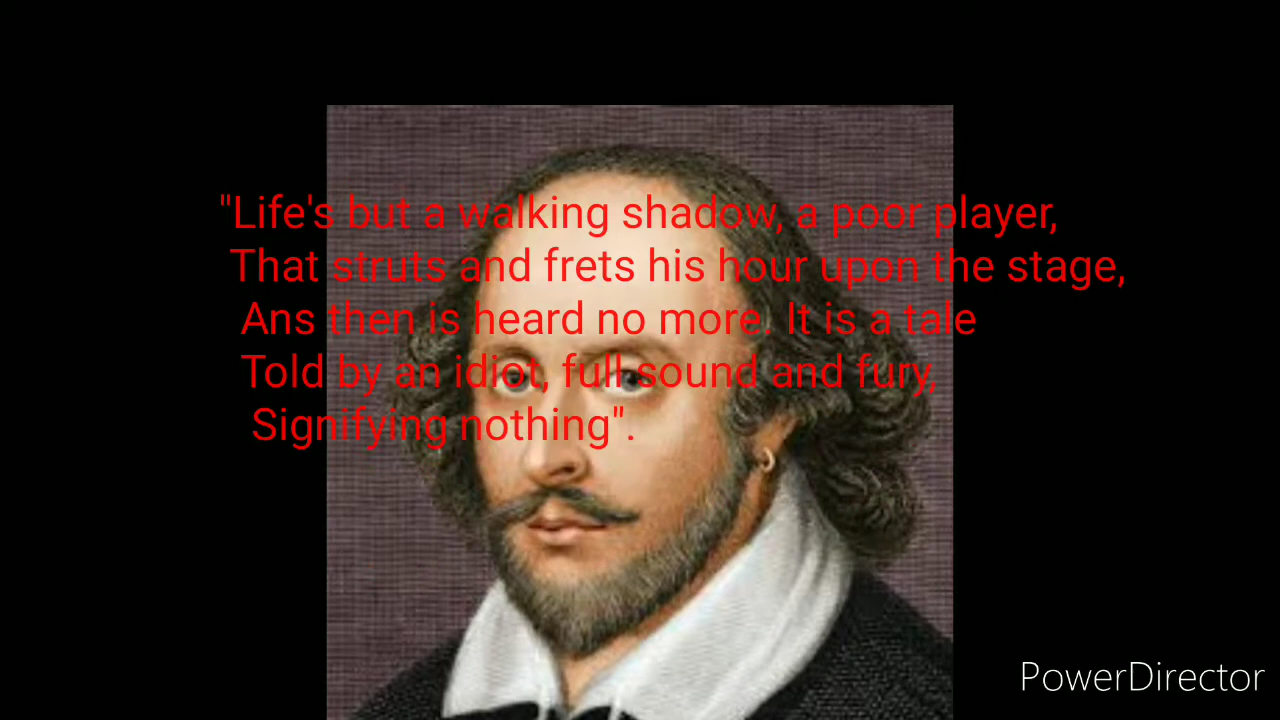 "Life's but a walking shadow, a poor player,
That struts and frets his hour upon the stage,
Ans then is heard no more. It is a tale
Told by an idiot, full sound and fury,
Signifying nothing".
PowerDirector